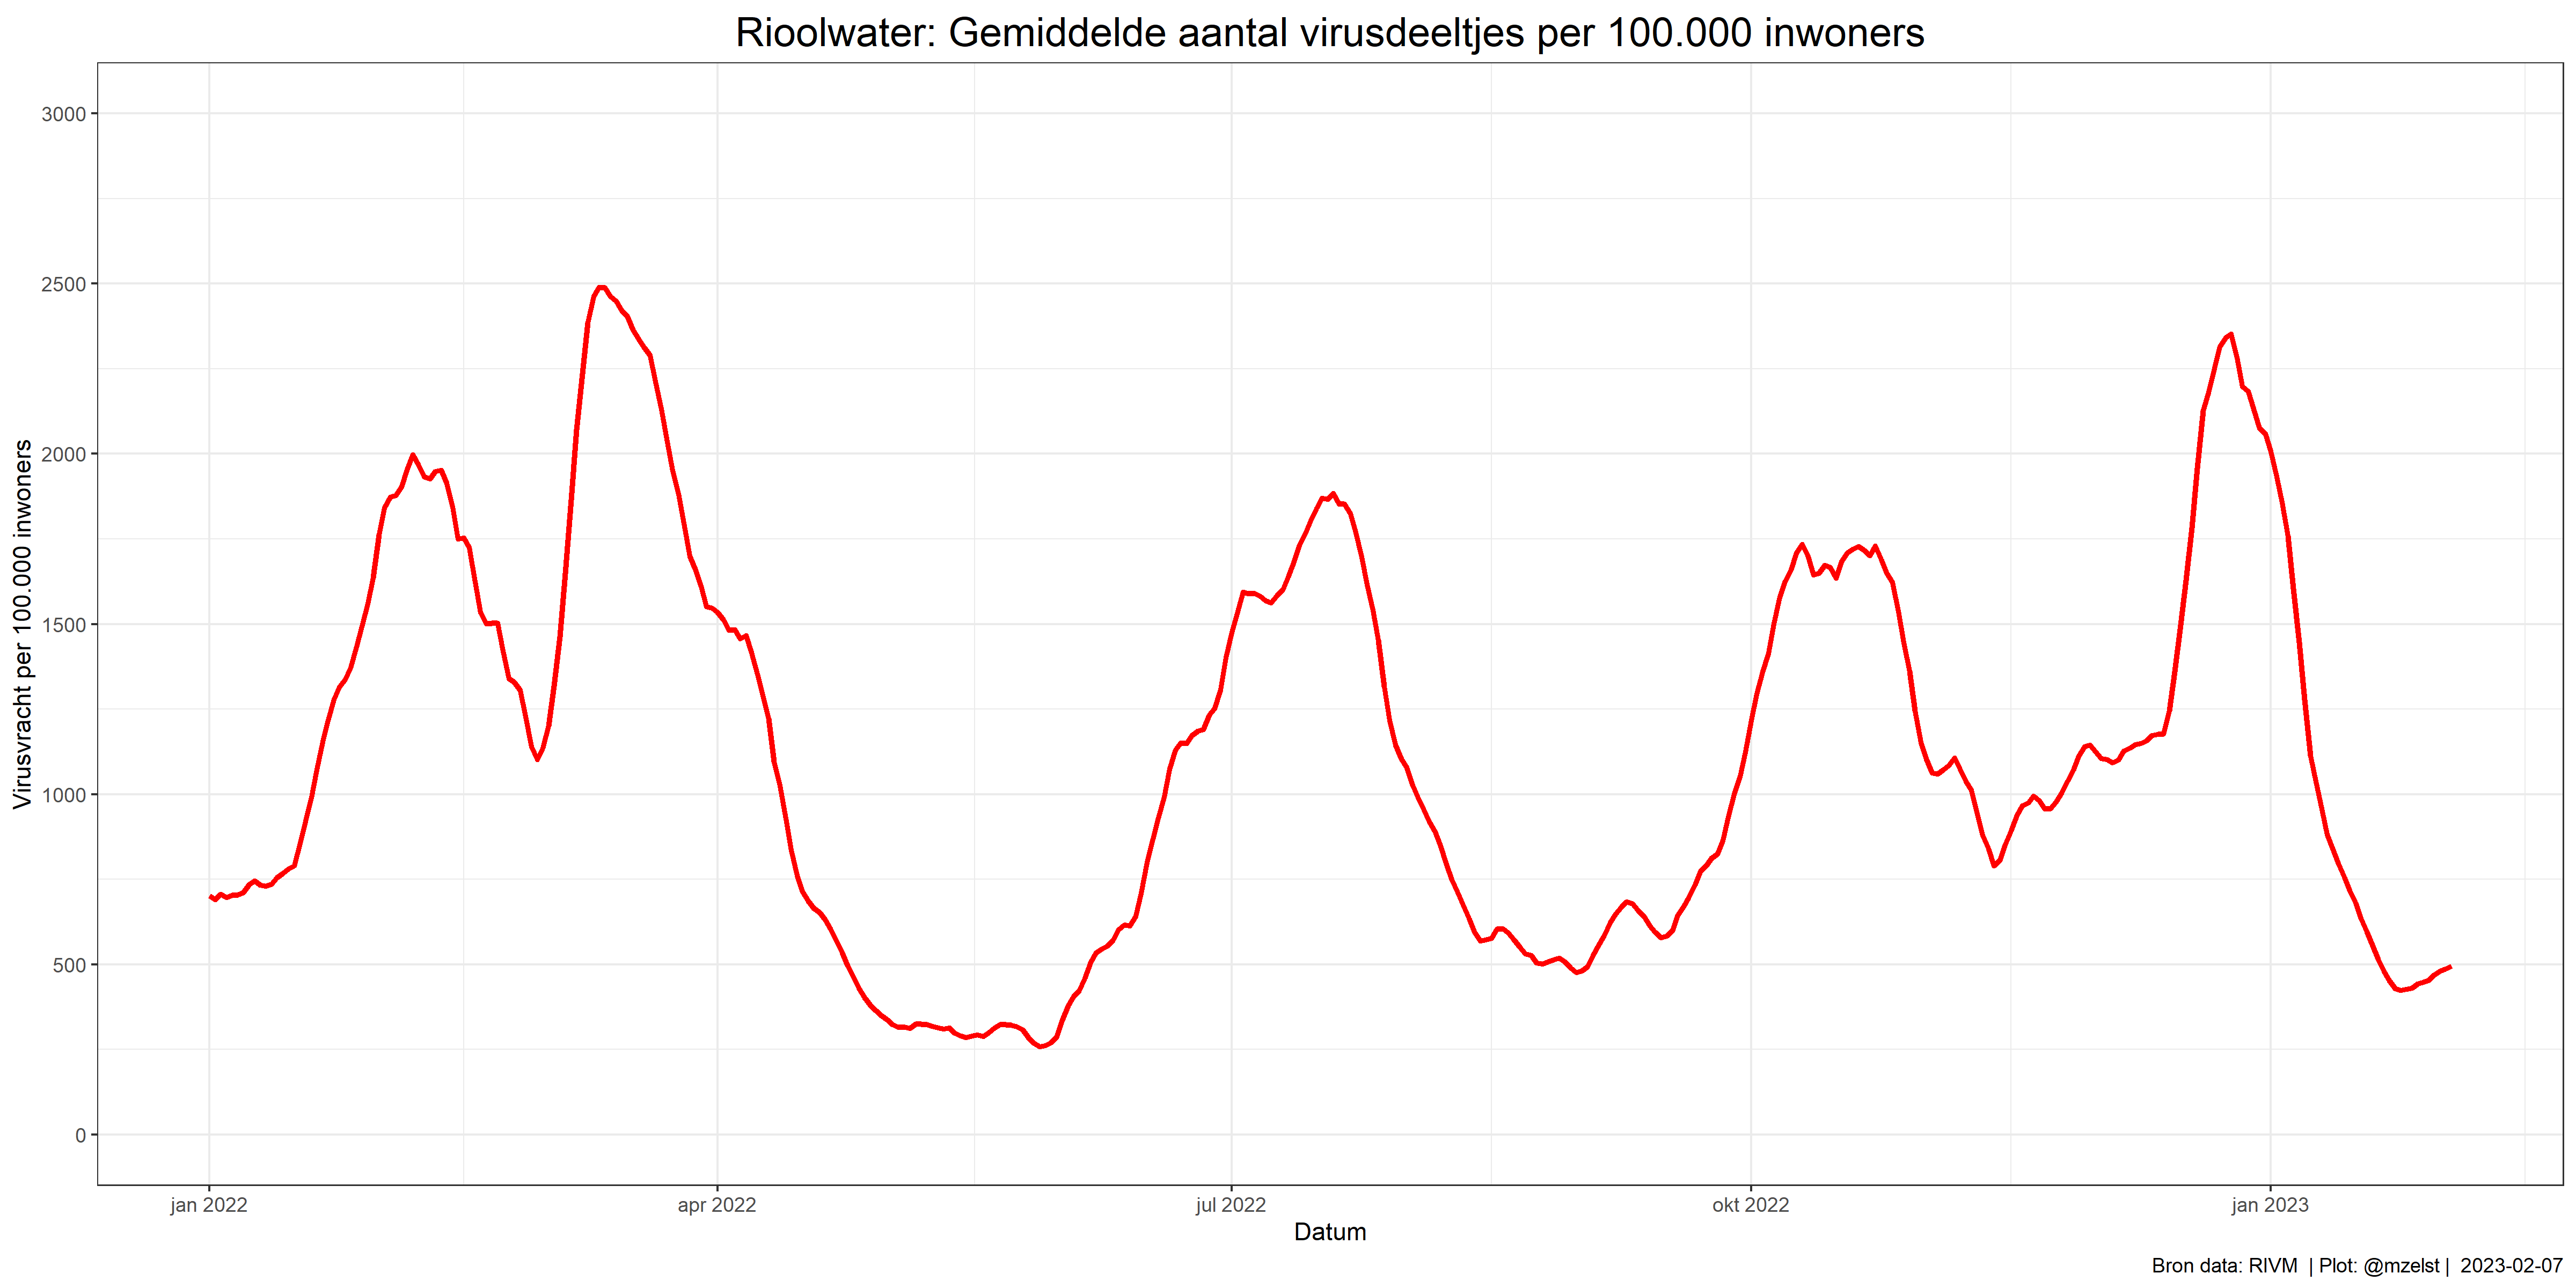 Rioolwater: Gemiddelde aantal virusdeeltjes per 100.000 inwoners
Virusvracht per 100.000 inwoners
3000
2500
2000
1500
1000
500
0
jan 2022 apr 2022 jul 2022 okt 2022 jan 2023
Datum
Bron data: RIVM | Plot: @mzelst | 2023-02-07